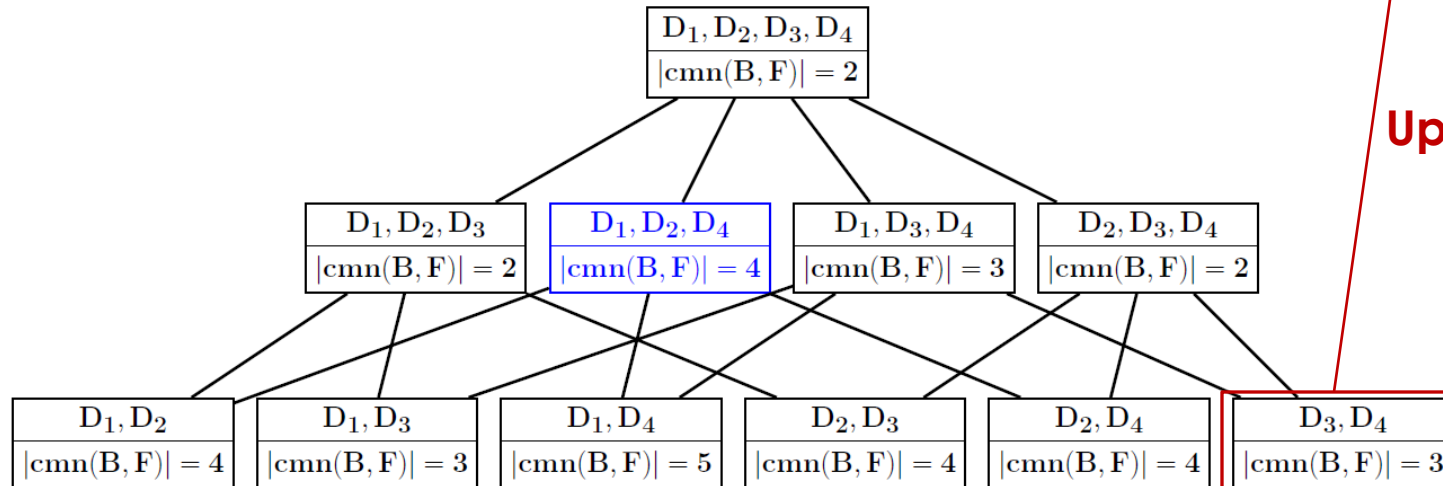 D₁, D₂, D₃, D₄
|cmn(B, F)| = 2
Up
D₁, D₂, D₃
|cmn(B, F)| = 2
D₁, D₂, D₄
|cmn(B, F)| = 4
D₁, D₃, D₄
|cmn(B, F)| = 3
D₂, D₃, D₄
|cmn(B, F)| = 2
D₁, D₂
|cmn(B, F)| = 4
D₁, D₃
|cmn(B, F)| = 3
D₁, D₄
|cmn(B, F)| = 5
D₂, D₃
|cmn(B, F)| = 4
D₂, D₄
|cmn(B, F)| = 4
D₃, D₄
|cmn(B, F)| = 3